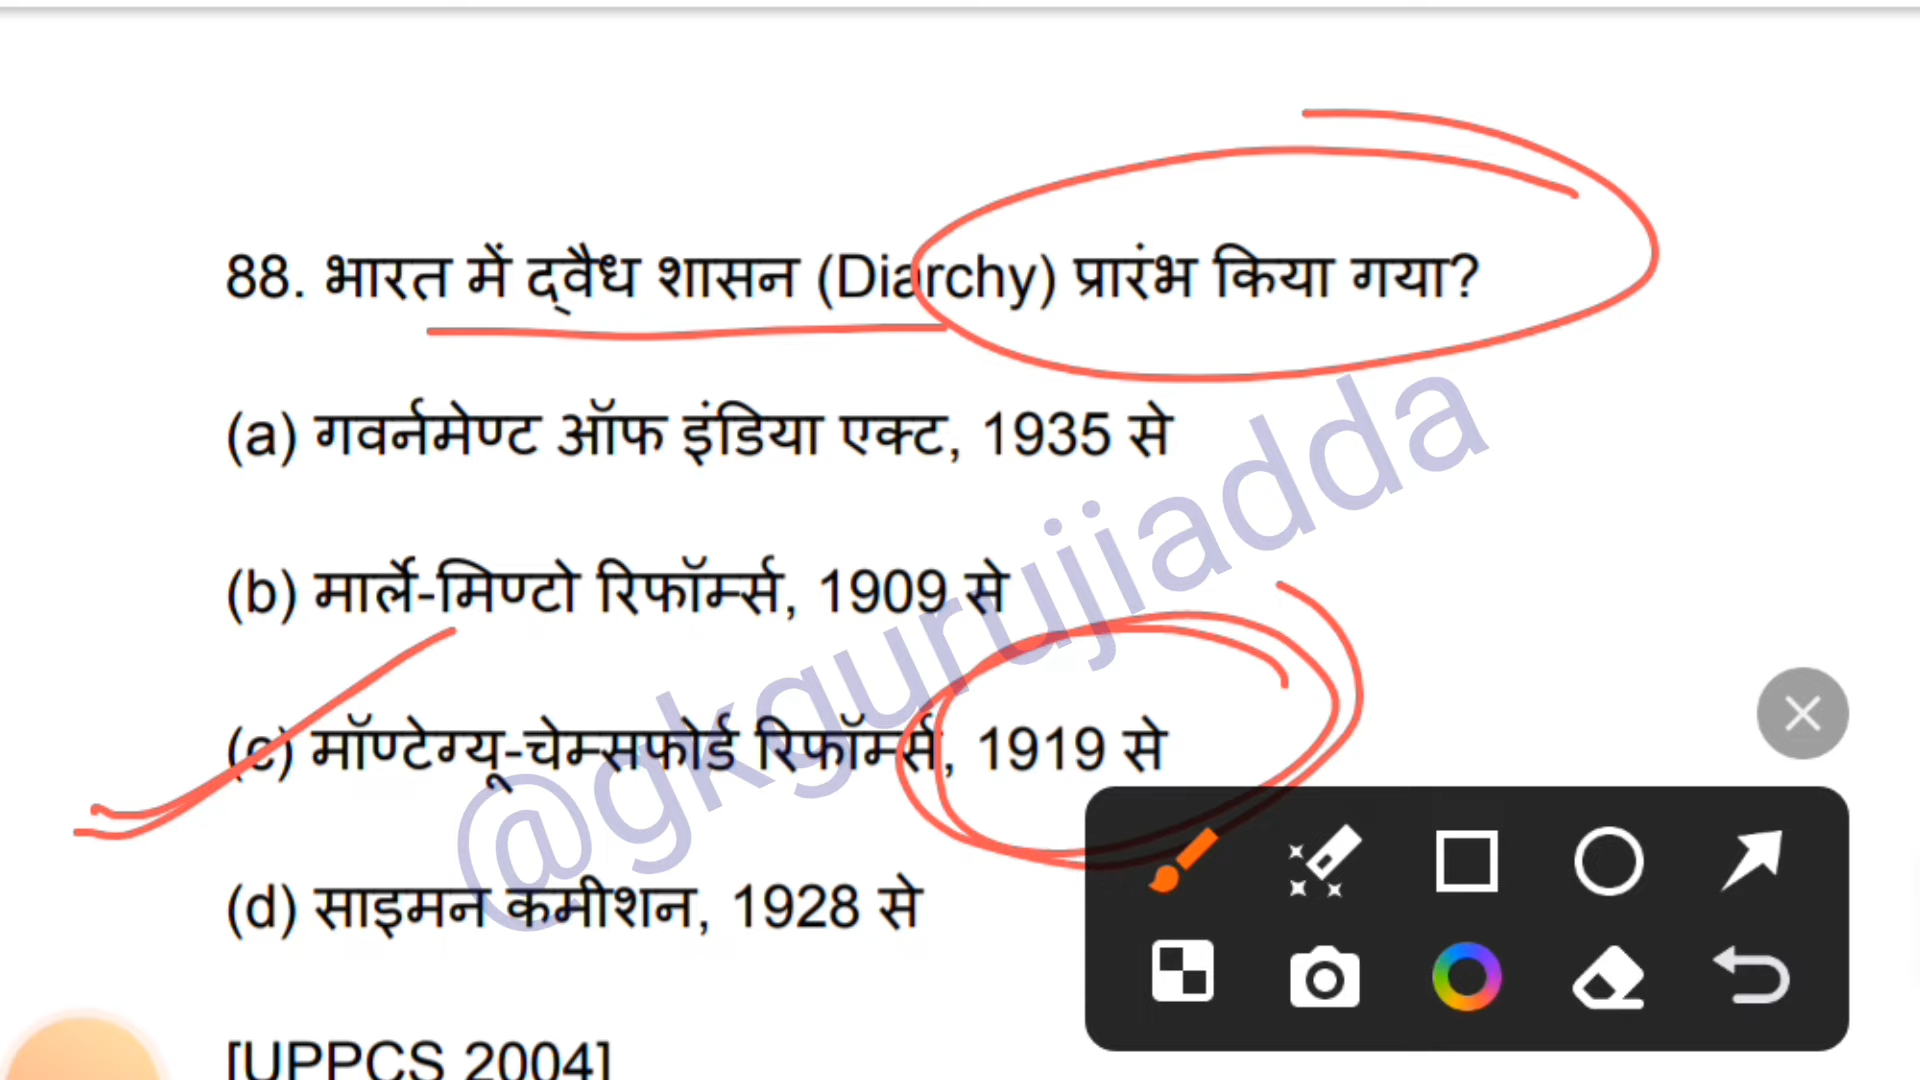 88. भारत में द्वैध शासन (Diarchy) प्रारंभ किया गया?
(a) गवर्नमेण्ट ऑफ इंडिया एक्ट, 1935 से
(b) मार्ले-मिण्टो रिफॉर्म्स, 1909 से
(c) मॉण्टेग्यू-चेम्सफोर्ड रिफॉर्म्स, 1919 से
(d) साइमन कमीशन, 1928 से
[UPPCS 2004]
@gkgurujiadda